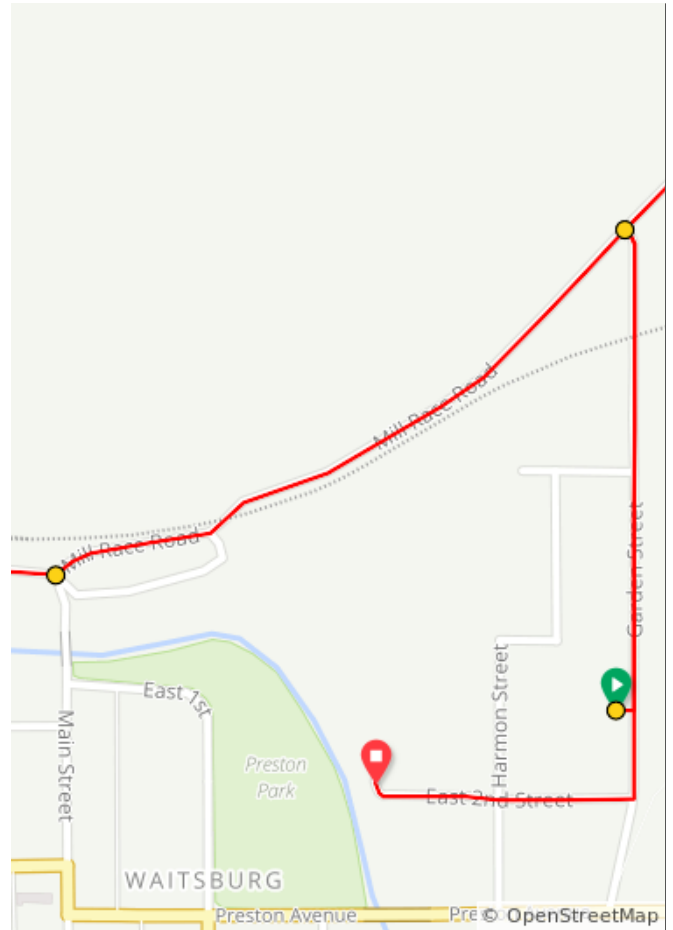 Mill Race Road
Mill Race Road
Garden Street
East 1st
Harmon Street
Main Street
Preston
Park
East 2nd Street
WAITSBURG
Preston Avenue
© OpenStreetMap